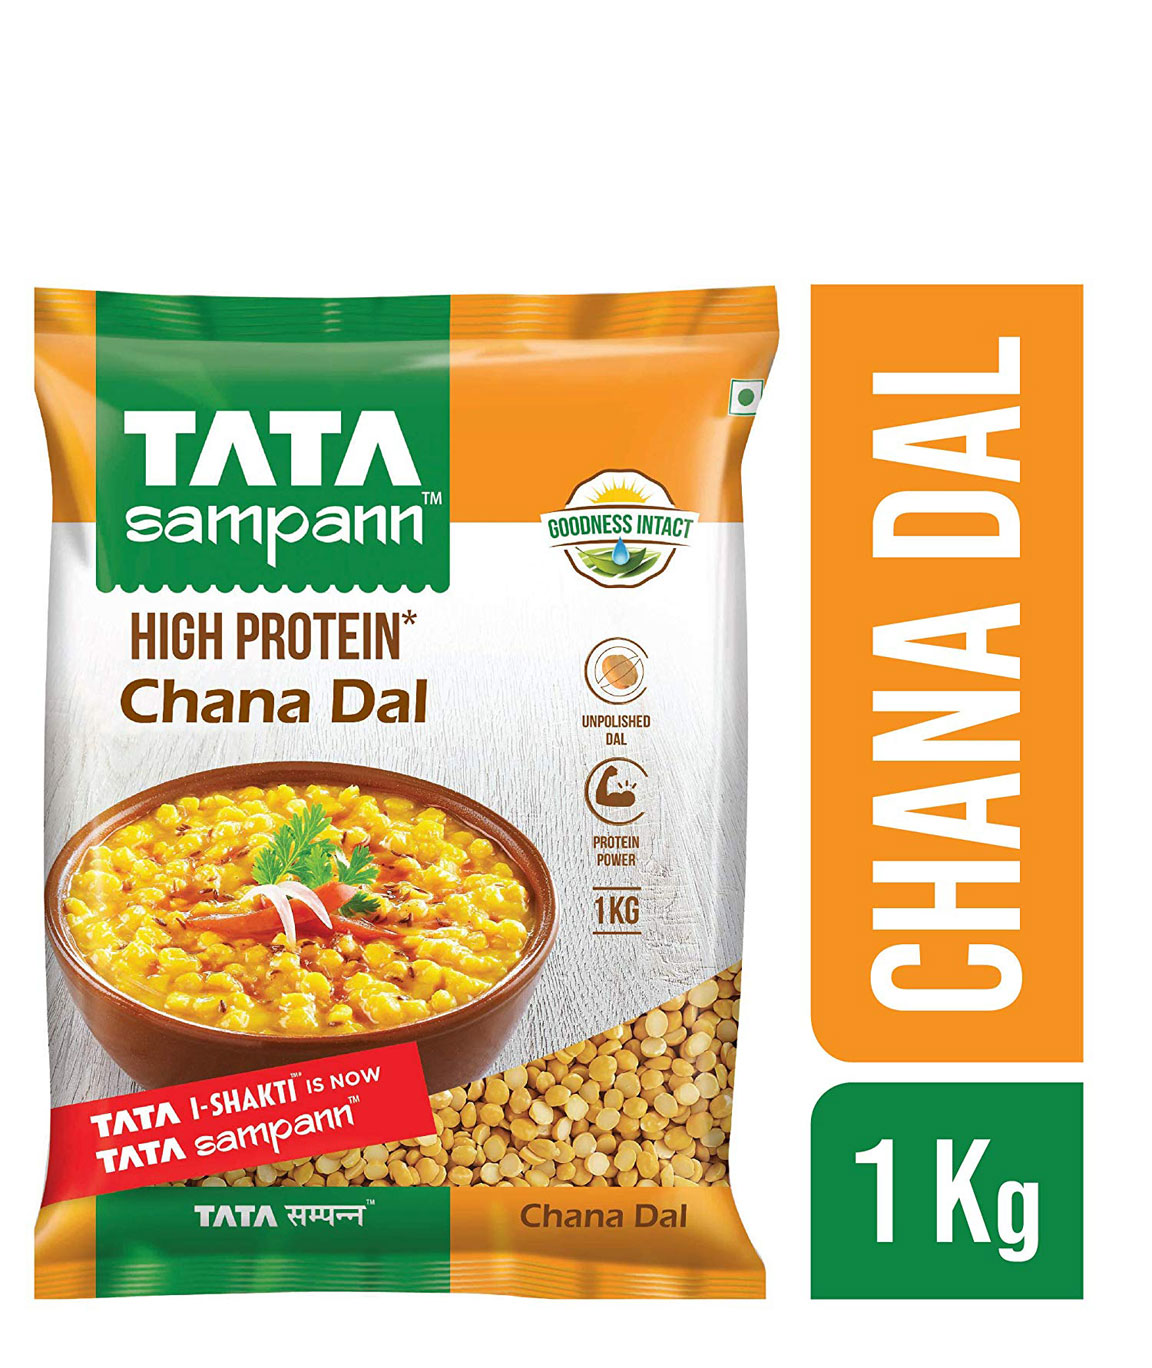 TATA
sampann™
GOODNESS INTACT
HIGH PROTEIN*
Chana Dal
UNPOLISHED
DAL
PROTEIN
POWER
1KG
TATA I-SHAKTI™* IS NOW
TATA sampann™
TATA सम्पन्न™
Chana Dal
CHANA DAL
1 Kg